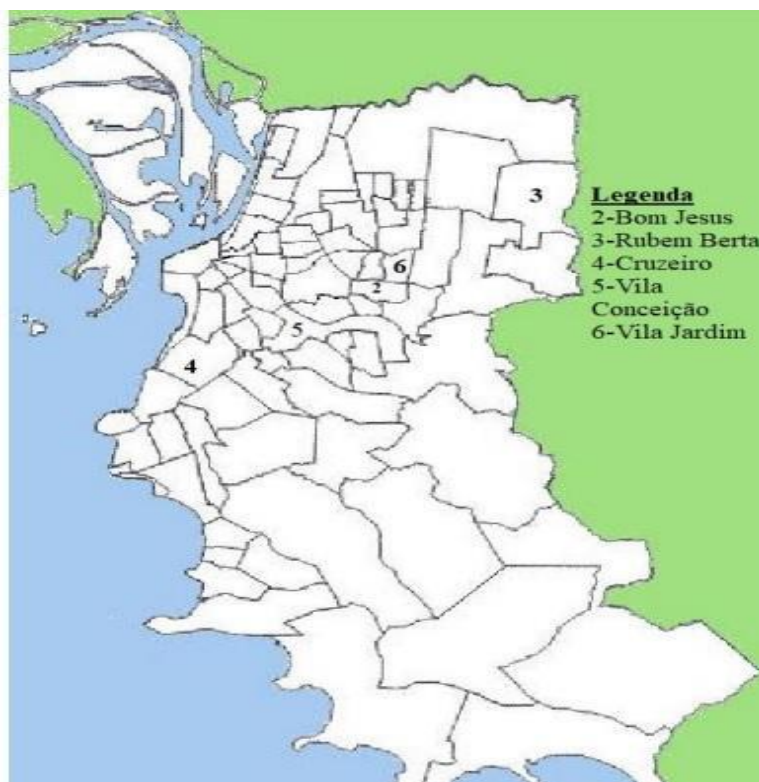 3
Legenda
2-Bom Jesus
3-Rubem Berta
4-Cruzeiro
5-Vila
Conceição
6-Vila Jardim
6
2
5
4